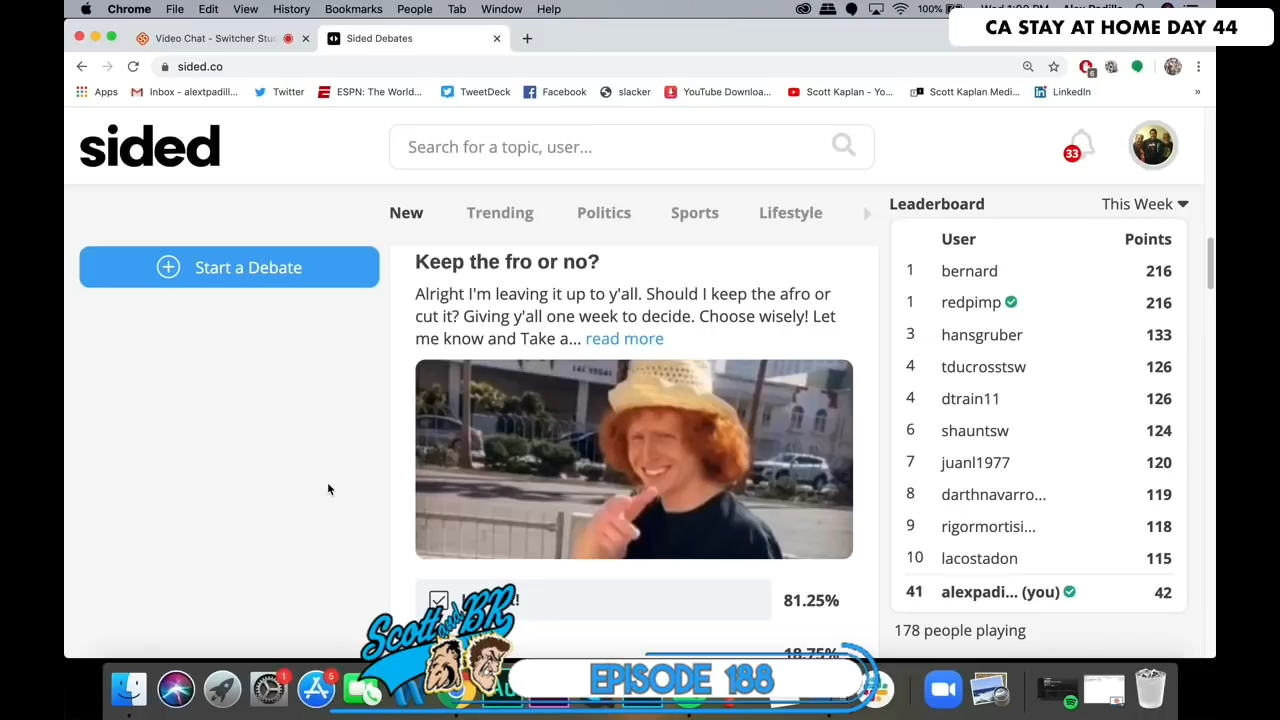 Chrome File Edit View History Bookmarks People Tab Window Help 100%
CA STAY AT HOME DAY 44
Video Chat - Switcher Stu
Sided Debates
sided.co
Apps Inbox - alextpadill... Twitter ESPN: The World... TweetDeck Facebook slacker YouTube Downloa... Scott Kaplan - Yo... Scott Kaplan Medi... LinkedIn »
sided
Search for a topic, user...
33
New Trending Politics Sports Lifestyle
Start a Debate
Keep the fro or no?
Alright I'm leaving it up to y'all. Should I keep the afro or
cut it? Giving y'all one week to decide. Choose wisely! Let
me know and Take a... read more
LAS VEGAS
81.25%
18.75%
Leaderboard This Week
User Points
1 bernard 216
1 redpimp 216
3 hansgruber 133
4 tducrosstsw 126
4 dtrain11 126
6 shauntsw 124
7 juanl1977 120
8 darthnavarro... 119
9 rigormortisi... 118
10 lacostadon 115
41 alexpadi... (you) 42
178 people playing
Scott and BR
EPISODE 188